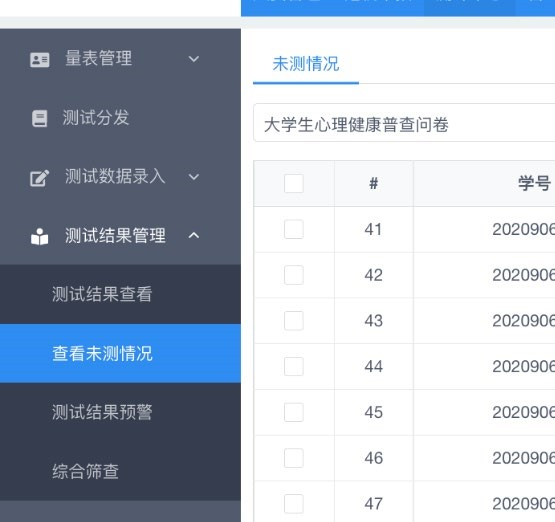 量表管理
测试分发
测试数据录入
测试结果管理
测试结果查看
查看未测情况
测试结果预警
综合筛查
未测情况
大学生心理健康普查问卷
# 学号
41 2020906
42 2020906
43 2020906
44 2020906
45 2020906
46 2020906
47 2020906